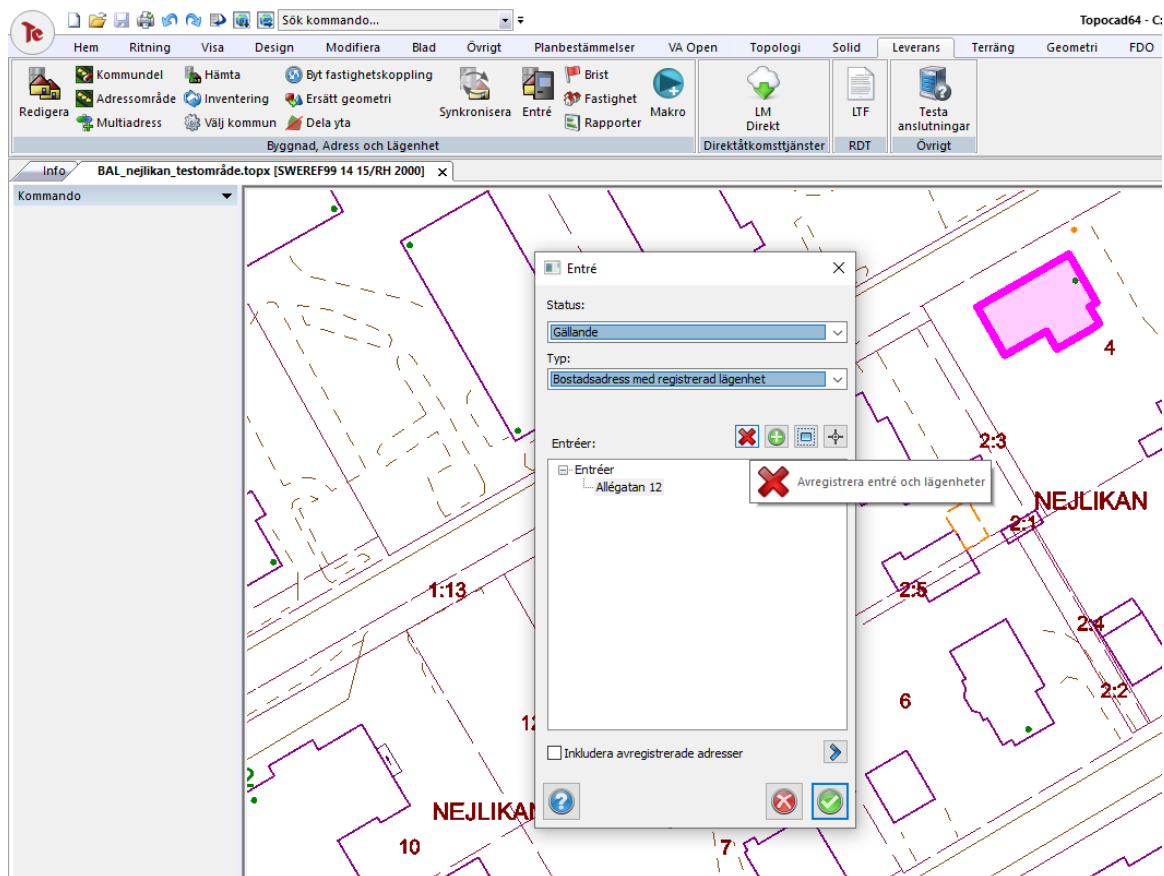 Tc
Sök kommando...
Topocad64 - C:
Hem Ritning Visa Design Modifiera Blad Övrigt Planbestämmelser VA Open Topologi Solid Leverans Terräng Geometri FDO
Redigera
Kommundel
Adressområde
Multiadress
Hämta
Inventering
Välj kommun
Byt fastighetskoppling
Ersätt geometri
Dela yta
Synkronisera
Entré
Brist
Fastighet
Rapporter
Makro
Byggnad, Adress och Lägenhet
LM
Direkt
Direktåtkomsttjänster
LTF
RDT
Testa
anslutningar
Övrigt
Info BAL_nejlikan_testområde.topx [SWEREF99 14 15/RH 2000]
Kommando
Entré
Status:
Gällande
Typ:
Bostadsadress med registrerad lägenhet
Entréer:
Entréer
Allégatan 12
Avregistrera entré och lägenheter
Inkludera avregistrerade adresser
4
2:3
NEJLIKAN
2:1
1:13
2:5
2:4
6
2:2
NEJLIKAN
10
7